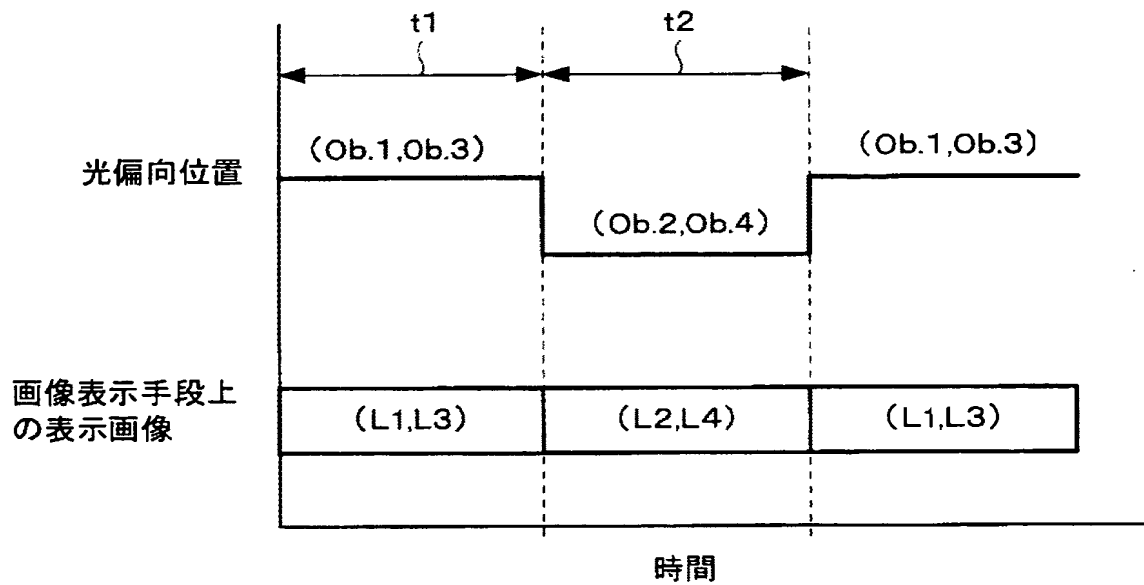 t1
t2
(Ob.1,Ob.3)
(Ob.1,Ob.3)
光偏向位置
(Ob.2,Ob.4)
画像表示手段上
の表示画像
(L1,L3)
(L2,L4)
(L1,L3)
時間